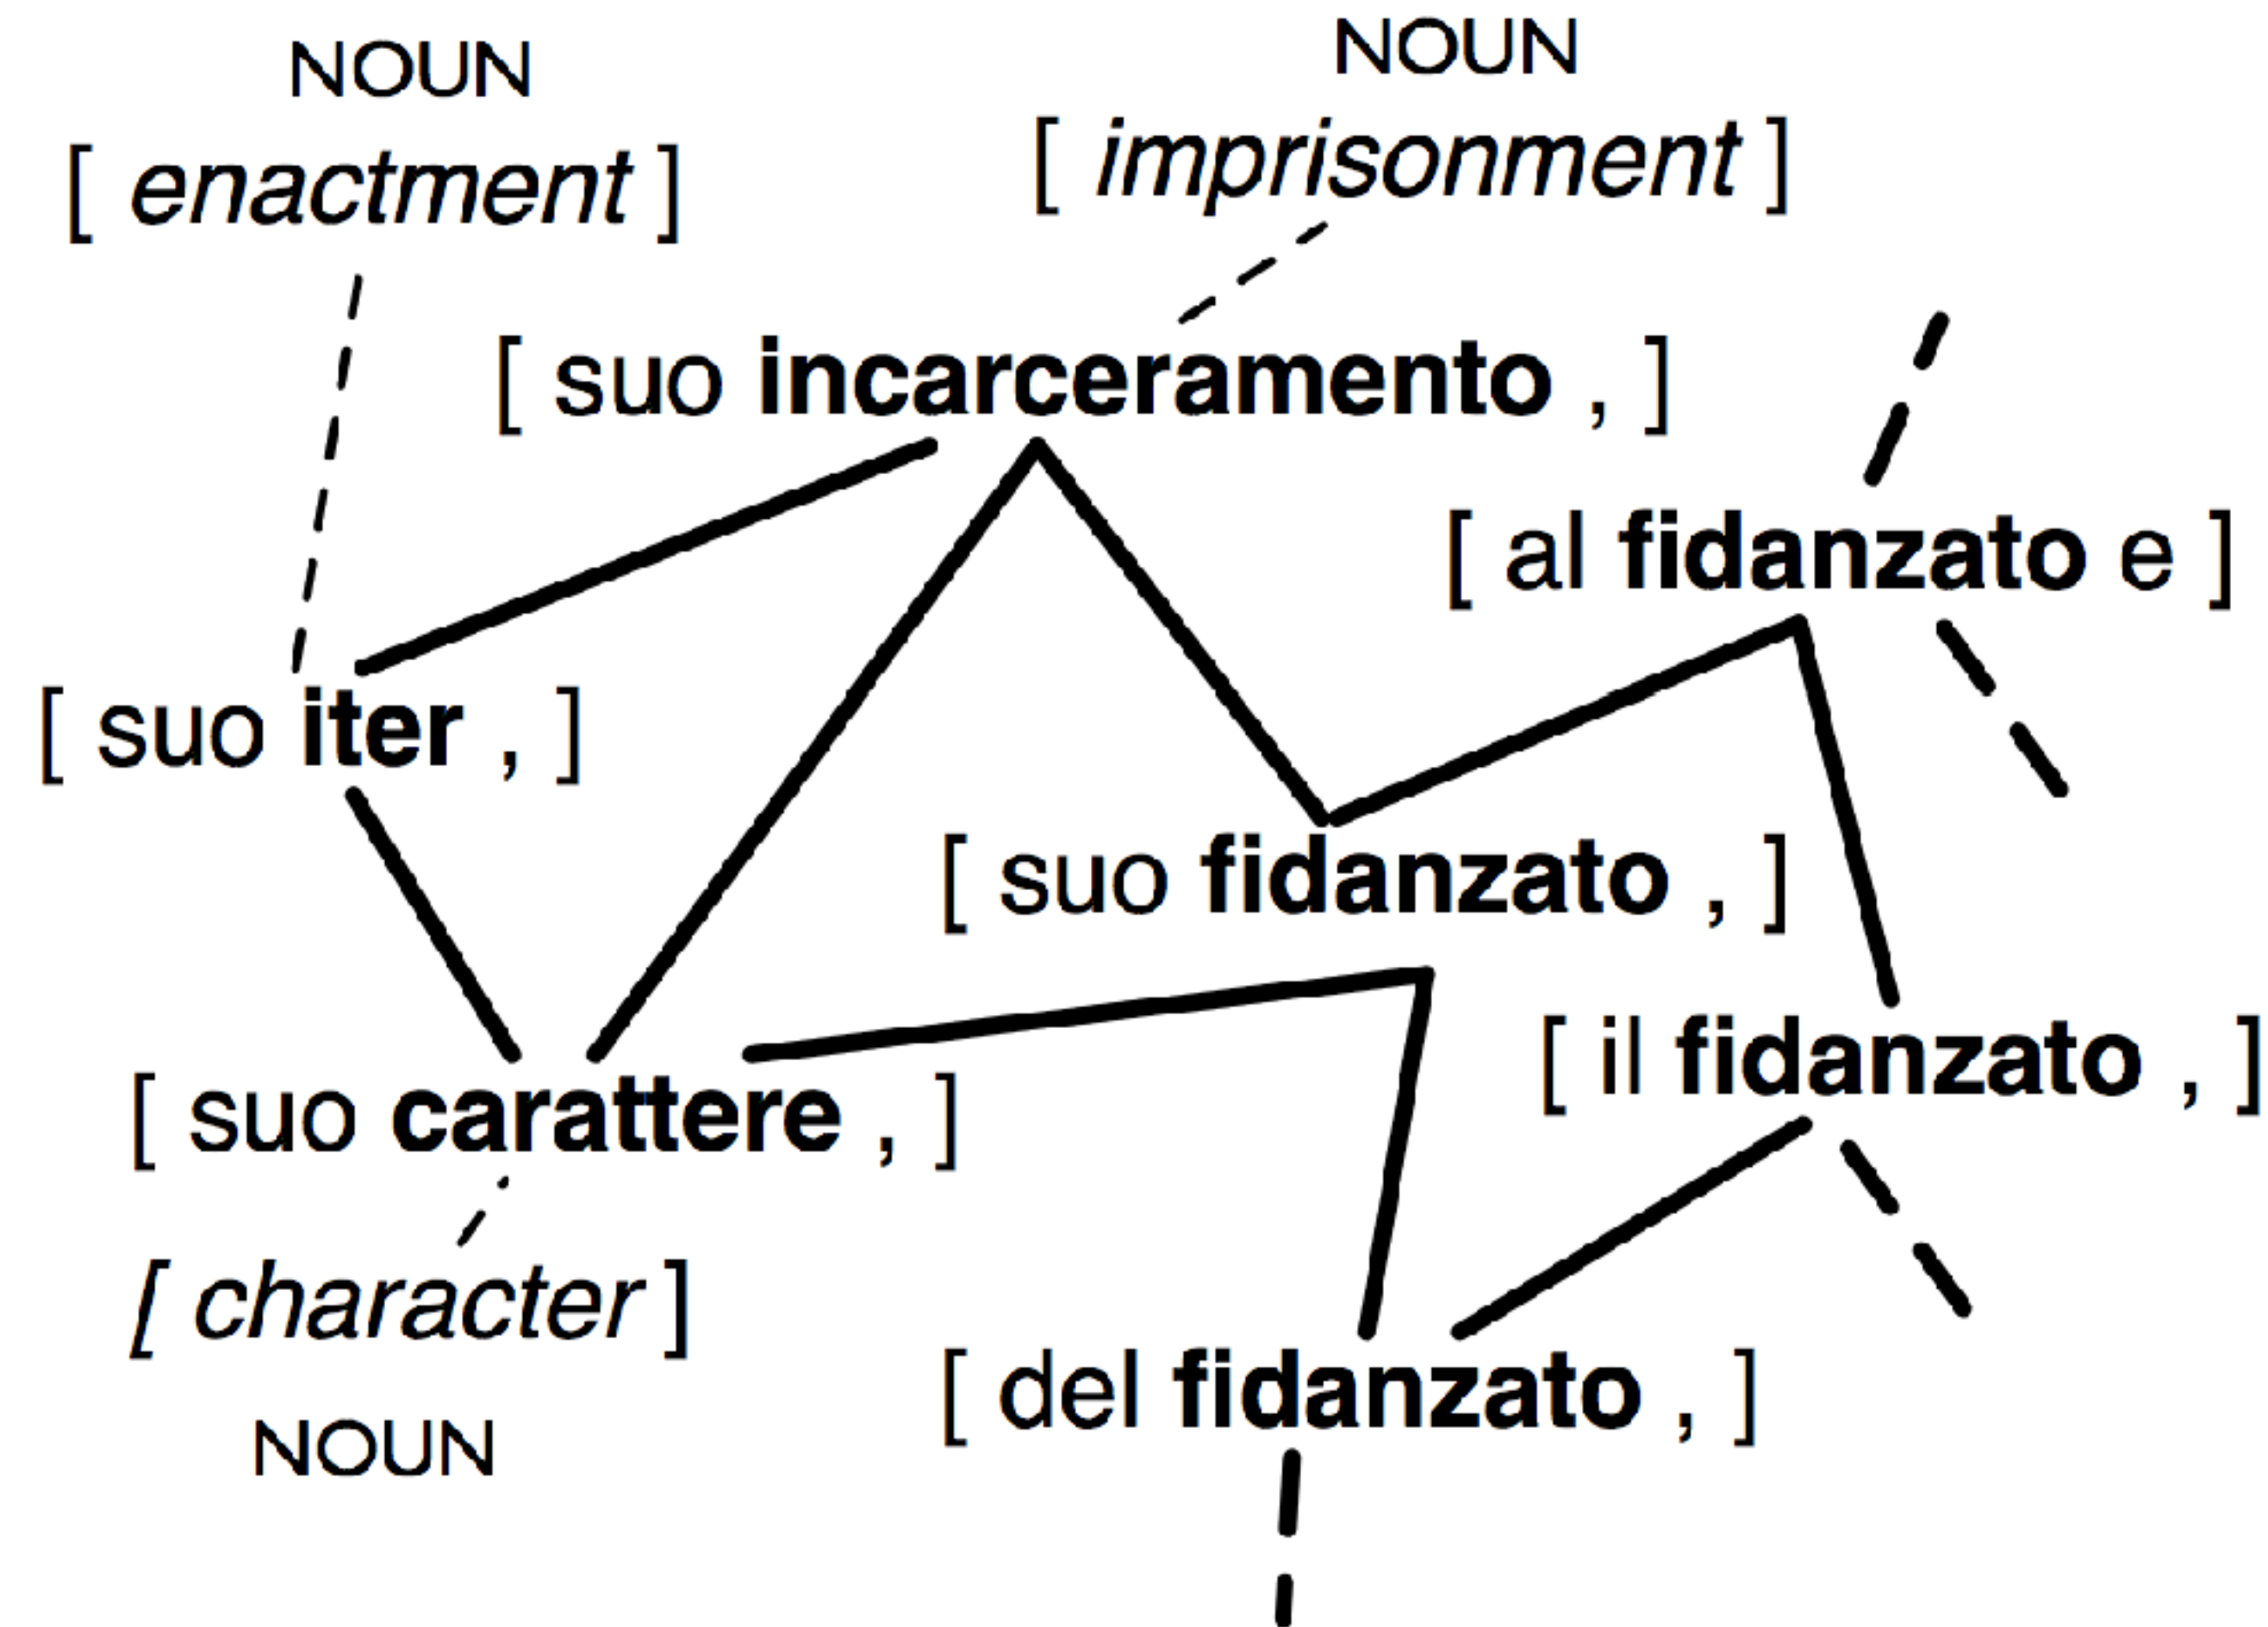 NOUN
[ enactment ]
NOUN
[ imprisonment ]
[ suo incarceramento , ]
[ al fidanzato e ]
[ suo iter , ]
[ suo fidanzato , ]
[ il fidanzato , ]
[ suo carattere , ]
[ character ]
NOUN
[ del fidanzato , ]